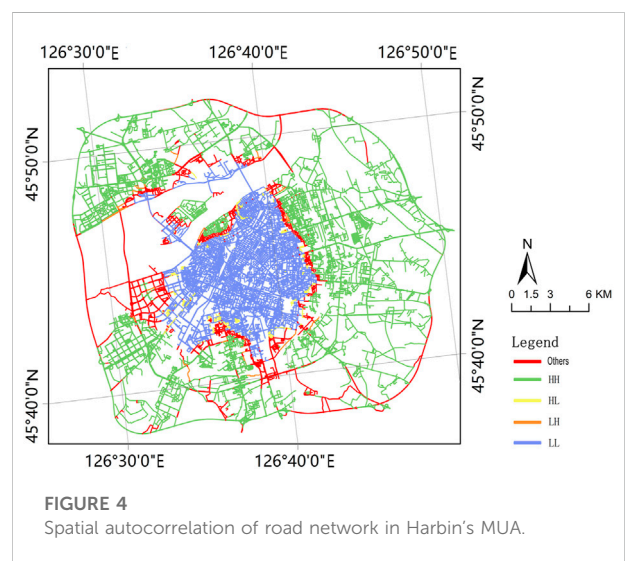 126°30'0"E
126°40'0"E
126°50'0"E
45°50'0"N
45°50'0"N
45°40'0"N
45°40'0"N
126°30'0"E
126°40'0"E
N
0 1.5 3 6 KM
Legend
Others
HH
HL
LH
LL
FIGURE 4
Spatial autocorrelation of road network in Harbin's MUA.